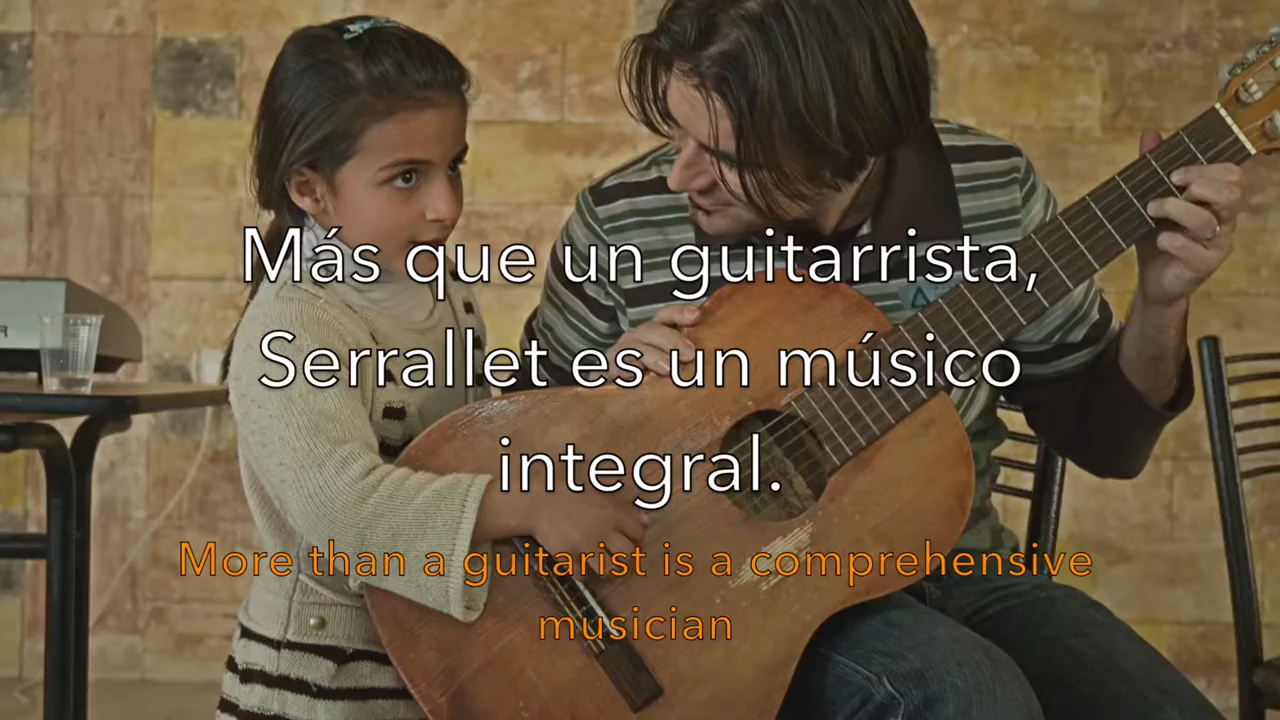 Más que un guitarrista,
Serrallet es un músico
integral.
More than a guitarist is a comprehensive
musician